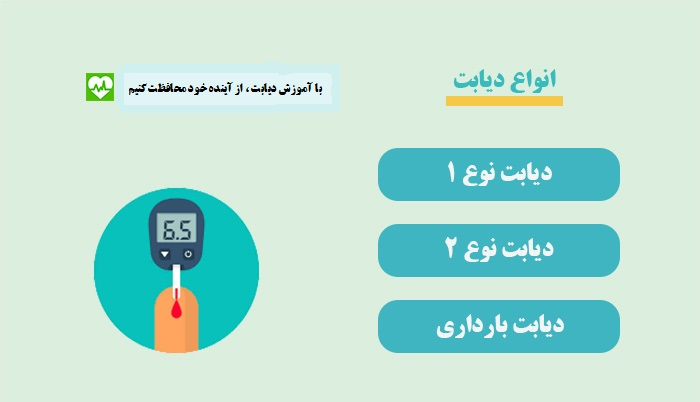 انواع دیابت
با آموزش دیابت، از آینده خود محافظت کنیم
دیابت نوع ۱
دیابت نوع ۲
دیابت بارداری
6.5